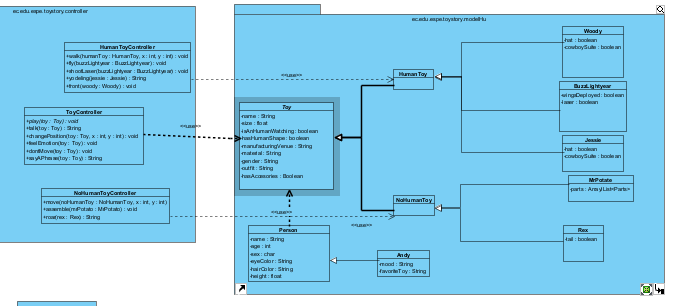 ec.edu.espe.toystory.controller
HumanToyController
+walk(humanToy : HumanToy, x : int, y : int) : void
+fly(buzzLightyear : BuzzLightyear) : void
+shootLaser(buzzLightyear : BuzzLightyear) : void
+yodeling(jessie : Jessie) : String
+front(woody : Woody) : void
ToyController
+play(toy : Toy) : void
+talk(toy : Toy) : String
+changePosition(toy : Toy, x : int, y : int) : void
+feelEmotion(toy : Toy) : void
+dontMove(toy : Toy) : void
+sayAPhrase(toy : Toy) : String
NoHumanToyController
+move(noHumanToy : NoHumanToy, x : int, y : int)
+assemble(mrPotato : MrPotato) : void
+roar(rex : Rex) : String
<<use>>
<<use>>
<<use>>
<<use>>
ec.edu.espe.toystory.modelHu
Toy
-name : String
-size : float
-isAnHumanWatching : boolean
-hasHumanShape : boolean
-manufacturingVenue : String
-material : String
-gender : String
-outfit : String
-hasAccesories : Boolean
HumanToy
NoHumanToy
Woody
-hat : boolean
-cowboySuite : boolean
BuzzLightyear
-wingsDeployed : boolean
-laser : boolean
Jessie
-hat : boolean
-cowboySuite : boolean
MrPotato
-parts : ArrayList<Parts>
Rex
-tail : boolean
Person
-name : String
-age : int
-sex : char
-eyeColor : String
-hairColor : String
-height : float
Andy
-mood : String
-favoriteToy : String